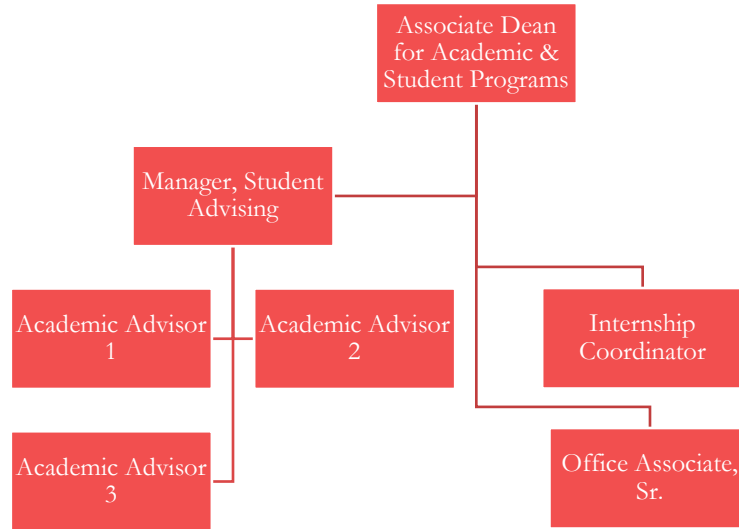 Associate Dean
for Academic &
Student Programs
Manager, Student
Advising
Academic Advisor
1
Academic Advisor
2
Internship
Coordinator
Academic Advisor
3
Office Associate,
Sr.